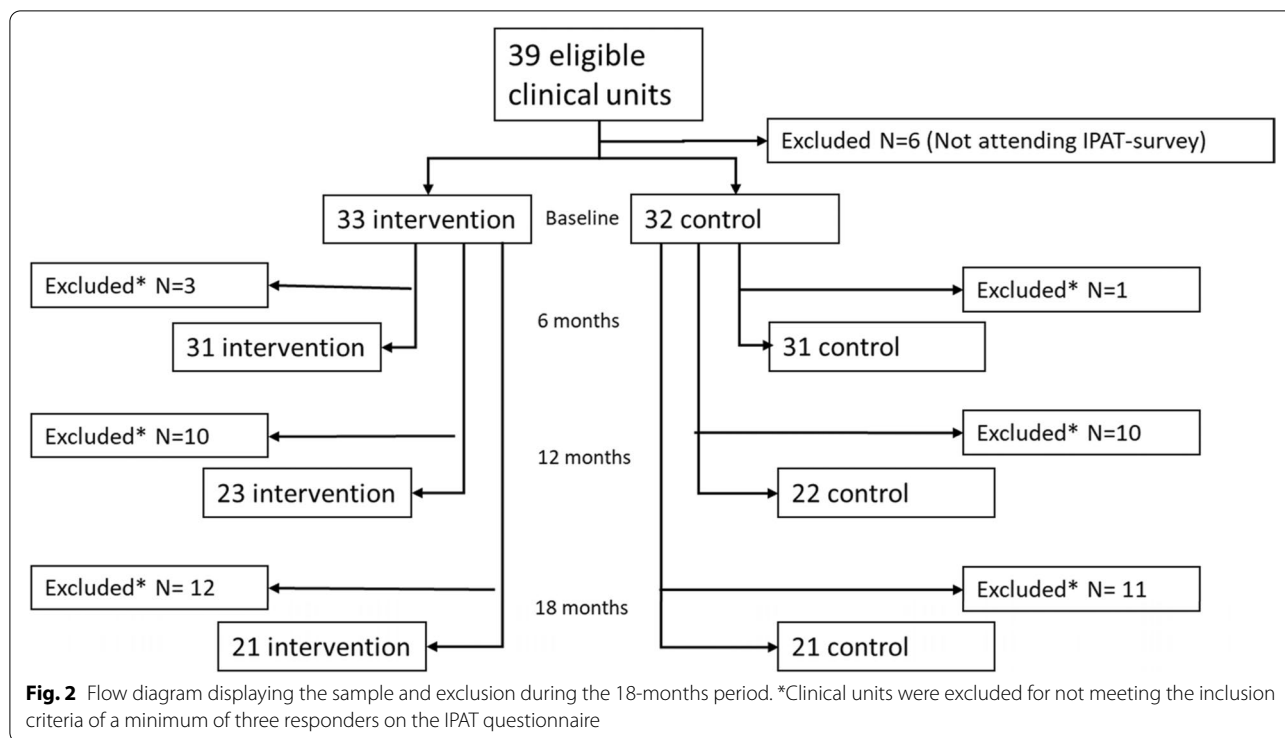 39 eligible
clinical units
Excluded N=6 (Not attending IPAT-survey)
33 intervention
Baseline
32 control
Excluded* N=3
Excluded* N=1
6 months
31 intervention
31 control
Excluded* N=10
Excluded* N=10
12 months
23 intervention
22 control
Excluded* N= 12
Excluded* N= 11
18 months
21 intervention
21 control
Fig. 2 Flow diagram displaying the sample and exclusion during the 18-months period. *Clinical units were excluded for not meeting the inclusion
criteria of a minimum of three responders on the IPAT questionnaire